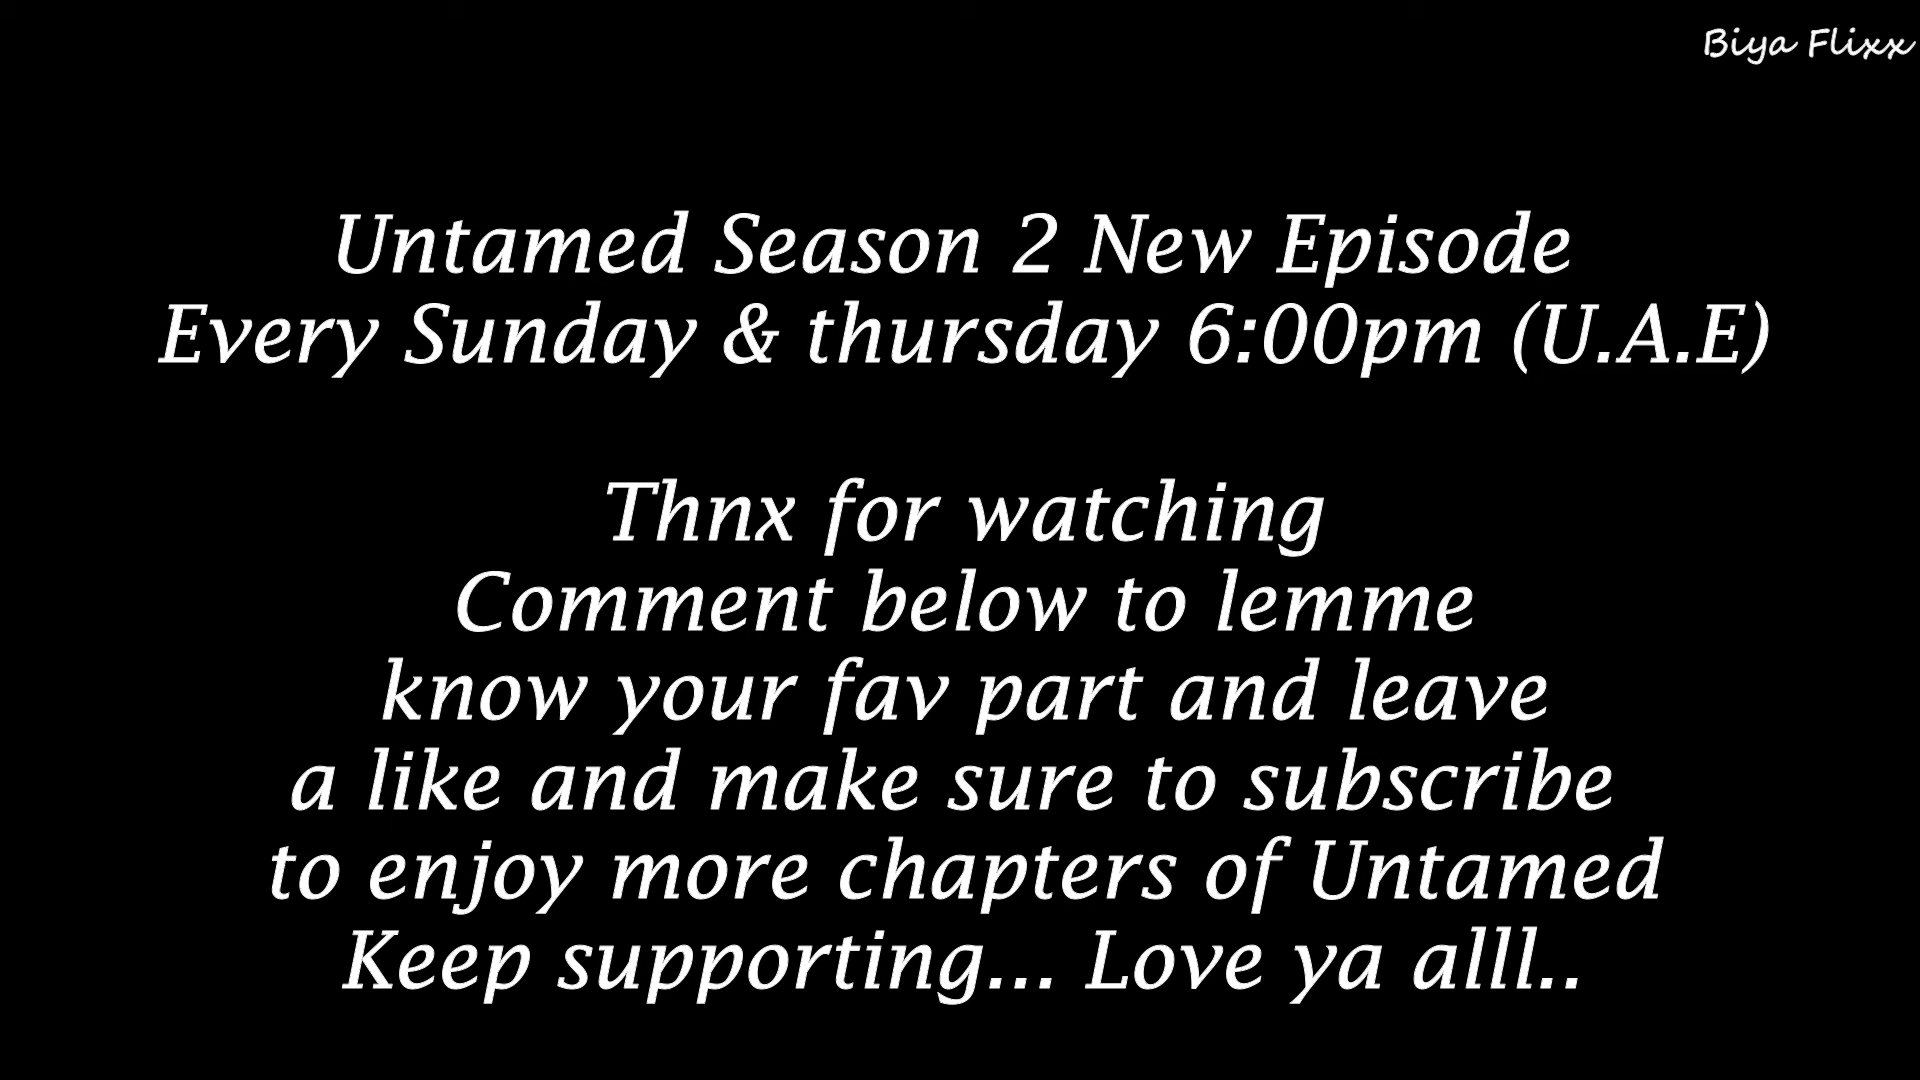 Biya Flixx
Untamed Season 2 New Episode
Every Sunday & thursday 6:00pm (U.A.E)
Thnx for watching
Comment below to lemme
know your fav part and leave
a like and make sure to subscribe
to enjoy more chapters of Untamed
Keep supporting... Love ya alll..